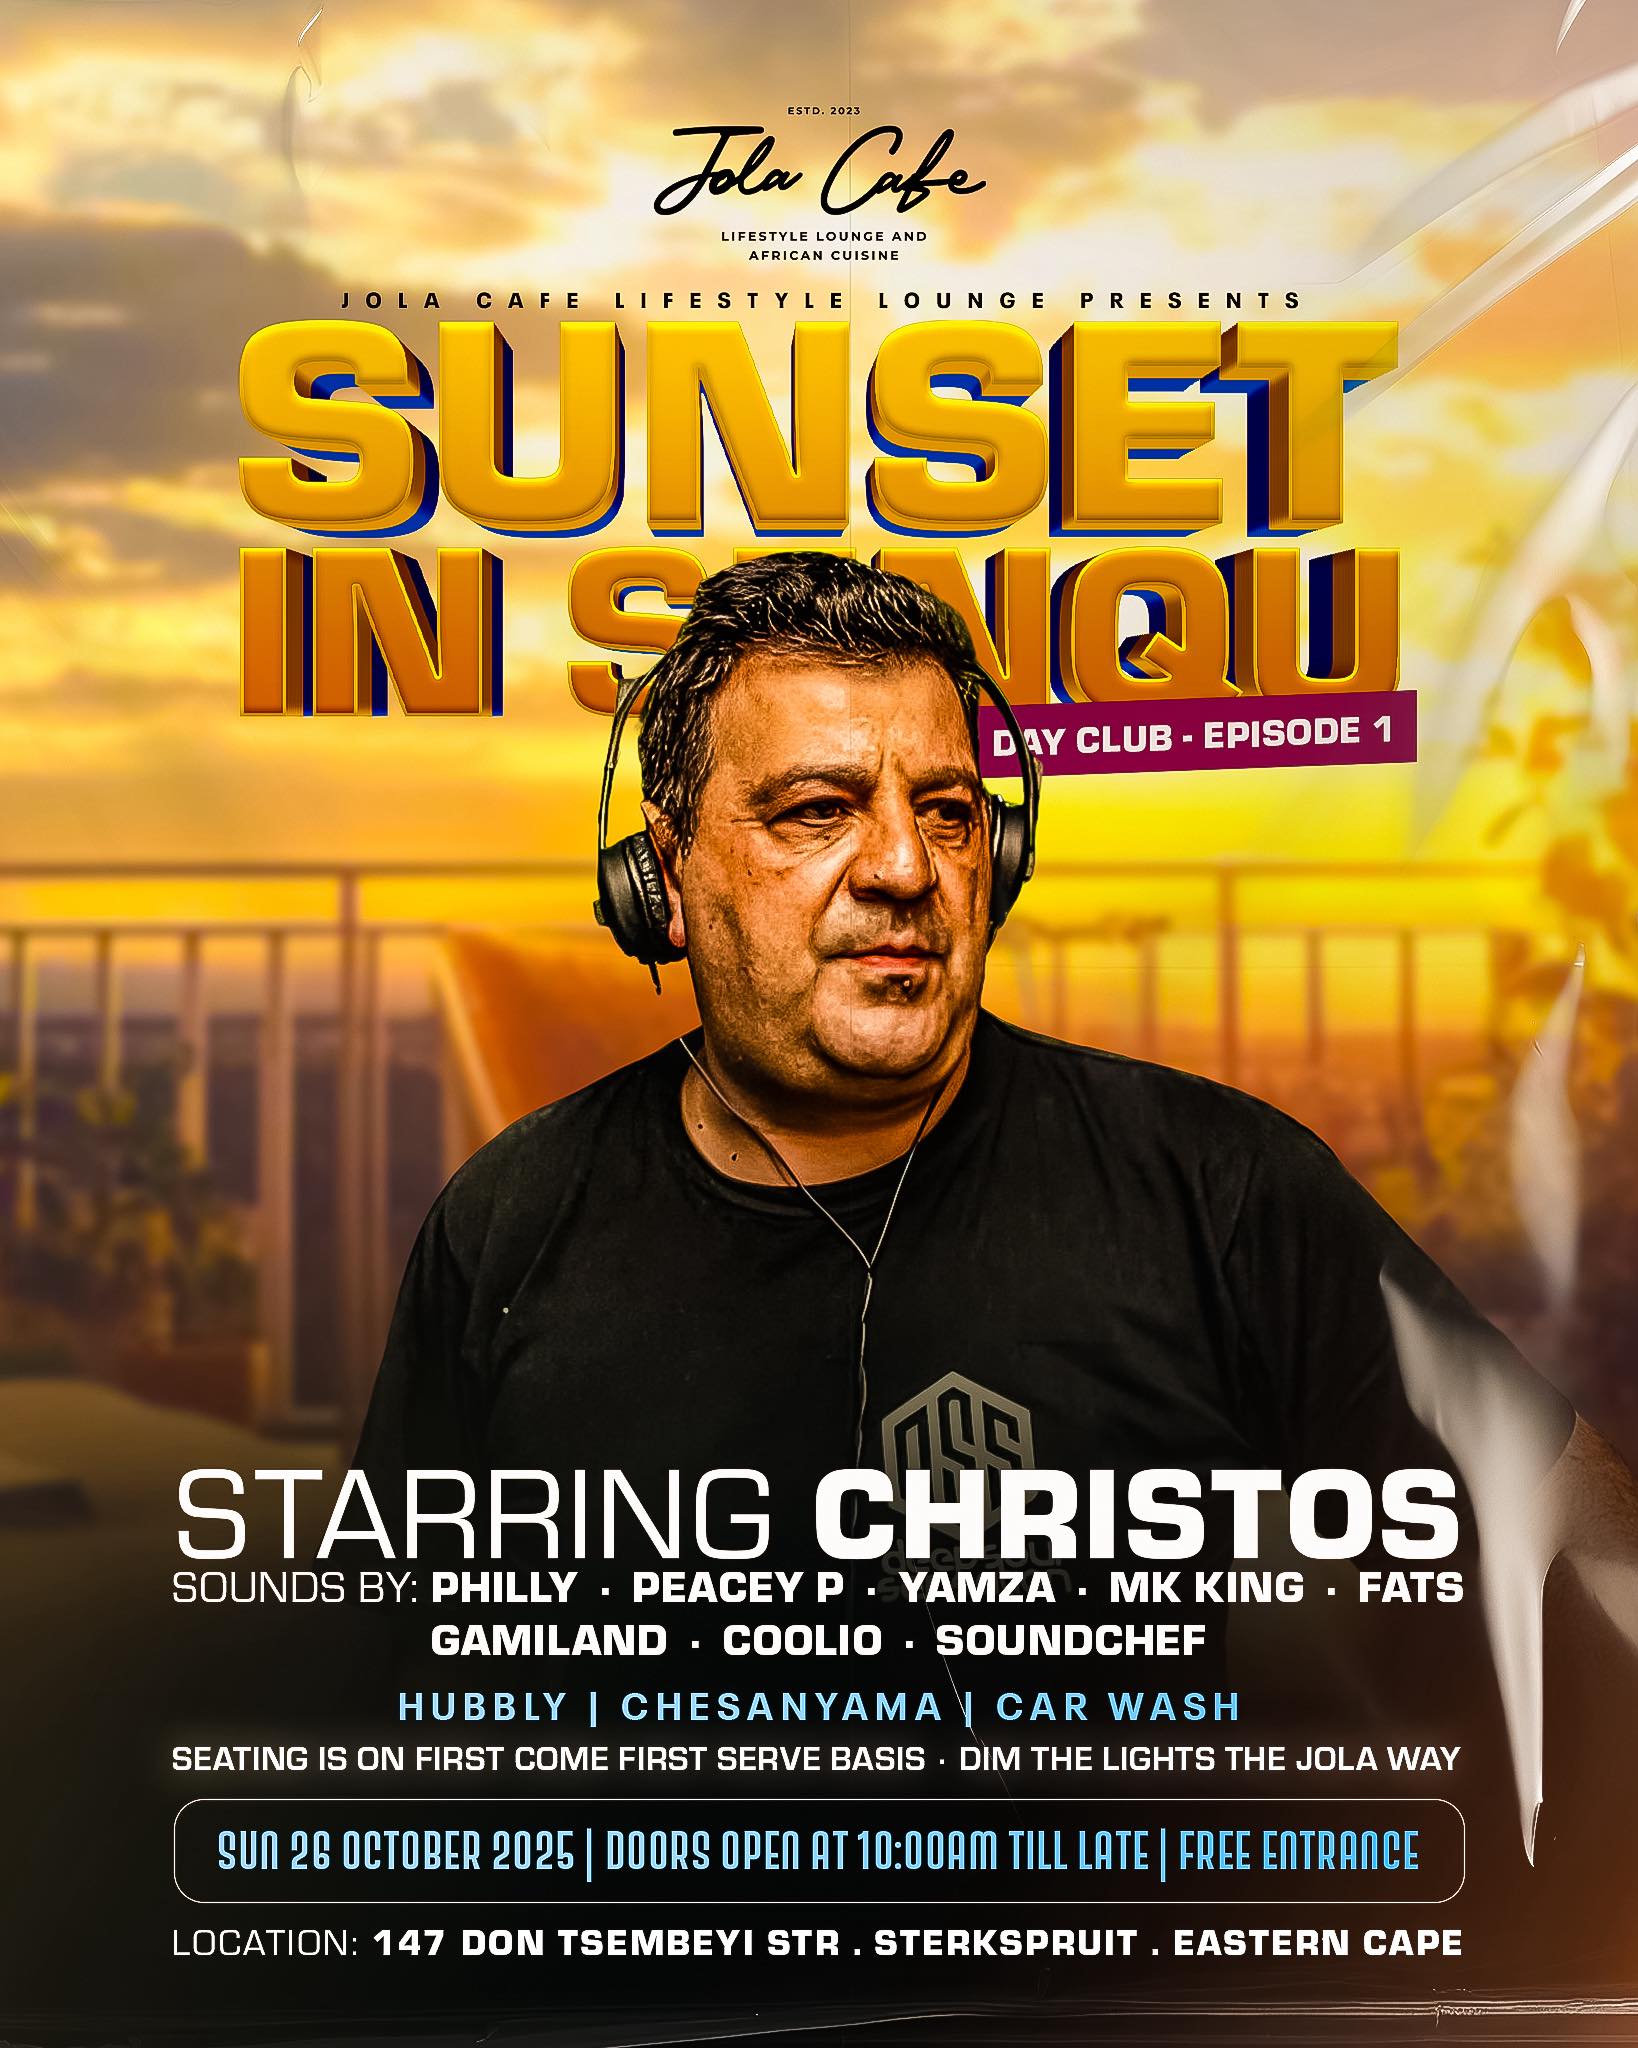 ESTD. 2023
Jola Cafe
LIFESTYLE LOUNGE AND
AFRICAN CUISINE
JOLA CAFE LIFESTYLE LOUNGE PRESENTS
SUNSET
IN
DAY CLUB - EPISODE 1
STARRING CHRISTOS
SOUNDS BY: PHILLY · PEACEY P · YAMZA · MK KING · FATS
GAMILAND · COOLIO · SOUNDCHEF
HUBBLY | CHESANYAMA | CAR WASH
SEATING IS ON FIRST COME FIRST SERVE BASIS · DIM THE LIGHTS THE JOLA WAY
SUN 26 OCTOBER 2025 | DOORS OPEN AT 10:00AM TILL LATE | FREE ENTRANCE
LOCATION: 147 DON TSEMBEYI STR . STERKSPRUIT . EASTERN CAPE